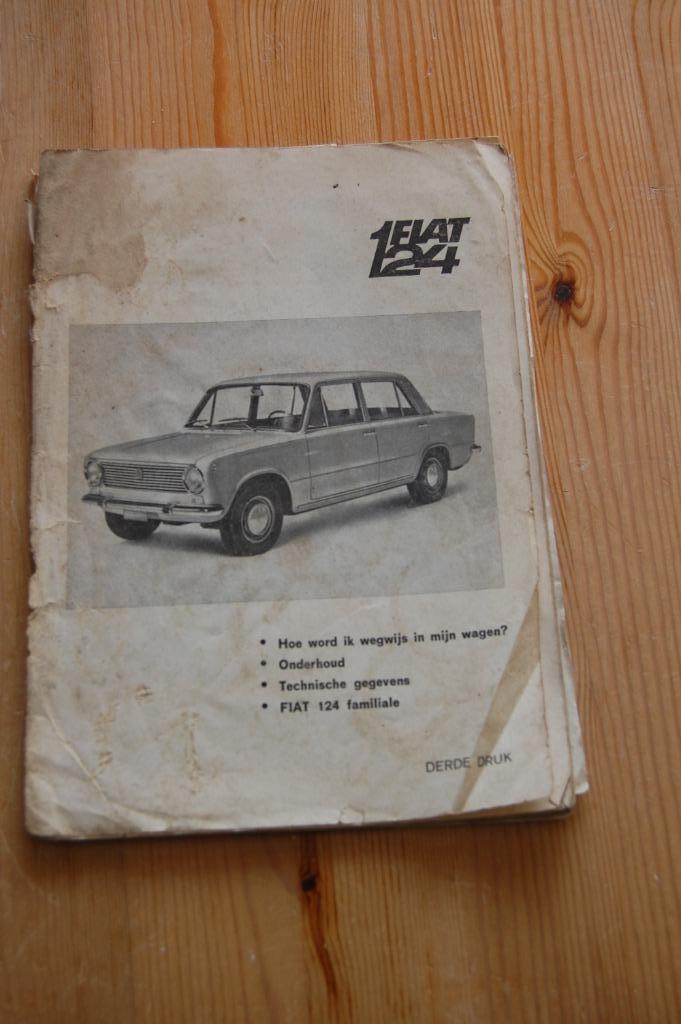 FIAT
124
• Hoe word ik wegwijs in mijn wagen?
• Onderhoud
• Technische gegevens
• FIAT 124 familiale
DERDE DRUK